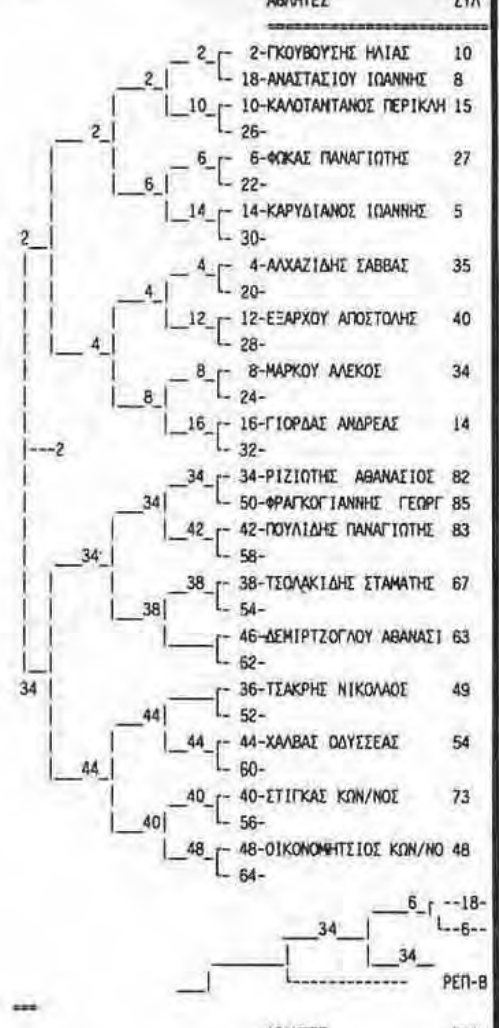 ΑΘΛΗΤΕΣ ΣΥΛ
2 2-ΓΚΟΥΒΟΥΣΗΣ ΗΛΙΑΣ 10
2 18-ΑΝΑΣΤΑΣΙΟΥ ΙΩΑΝΝΗΣ 8
10 10-ΚΑΛΟΤΑΝΤΑΝΟΣ ΠΕΡΙΚΛΗ 15
2 26-
6 6-ΦΩΚΑΣ ΠΑΝΑΓΙΩΤΗΣ 27
6 22-
14 14-ΚΑΡΥΔΙΑΝΟΣ ΙΩΑΝΝΗΣ 5
2 30-
4 4-ΑΛΧΑΖΙΔΗΣ ΣΑΒΒΑΣ 35
4 20-
12 12-ΕΞΑΡΧΟΥ ΑΠΟΣΤΟΛΗΣ 40
4 28-
8 8-ΜΑΡΚΟΥ ΑΛΕΚΟΣ 34
8 24-
16 16-ΓΙΟΡΔΑΣ ΑΝΔΡΕΑΣ 14
32-
---2
34 34-ΡΙΖΙΩΤΗΣ ΑΘΑΝΑΣΙΟΣ 82
34 50-ΦΡΑΓΚΟΓΙΑΝΝΗΣ ΓΕΩΡΓ 85
42 42-ΠΟΥΛΙΔΗΣ ΠΑΝΑΓΙΩΤΗΣ 83
34 58-
38 38-ΤΣΟΛΑΚΙΔΗΣ ΣΤΑΜΑΤΗΣ 67
38 54-
46-ΔΕΜΙΡΤΖΟΓΛΟΥ ΑΘΑΝΑΣΙ 63
62-
34 36-ΤΣΑΚΡΗΣ ΝΙΚΟΛΑΟΣ 49
44 52-
44 44-ΧΑΛΒΑΣ ΟΔΥΣΣΕΑΣ 54
44 60-
40 40-ΣΤΙΓΚΑΣ ΚΩΝ/ΝΟΣ 73
40 56-
48 48-ΟΙΚΟΝΟΜΗΤΣΙΟΣ ΚΩΝ/ΝΟ 48
64-
6 --18-
34 --6--
34
ΡΕΠ-Β